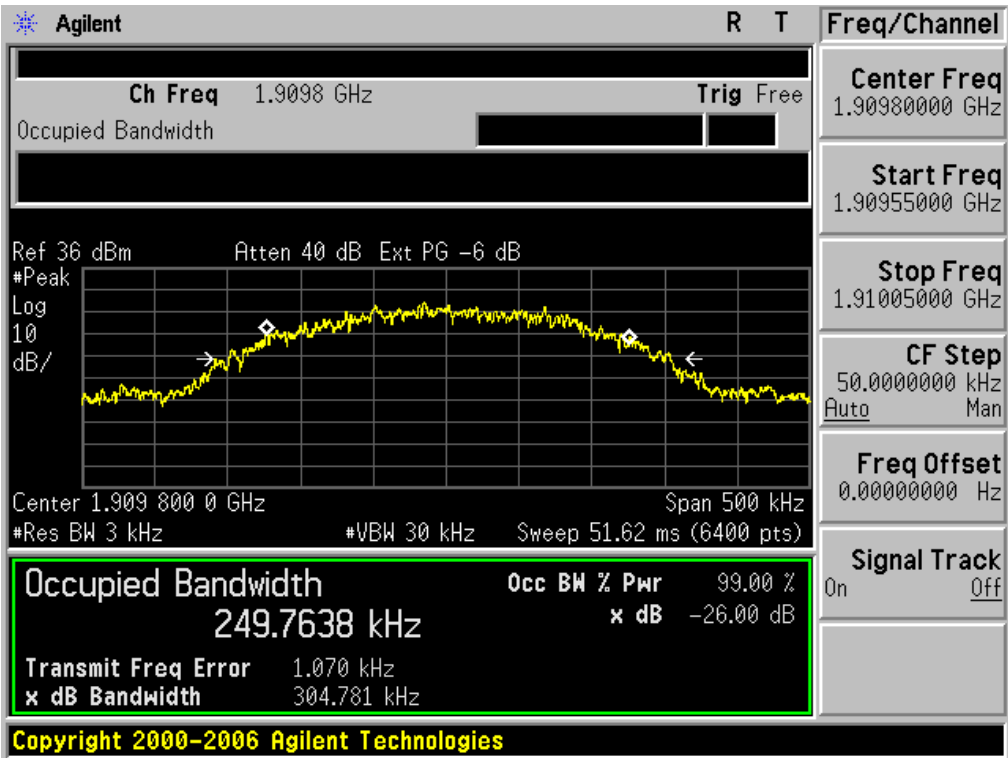 Agilent R T
Ch Freq 1.9098 GHz Trig Free
Occupied Bandwidth
Ref 36 dBm Atten 40 dB Ext PG -6 dB
#Peak
Log
10
dB/
Center 1.909 800 0 GHz Span 500 kHz
#Res BW 3 kHz #VBW 30 kHz Sweep 51.62 ms (6400 pts)
Occupied Bandwidth Occ BW % Pwr 99.00 %
249.7638 kHz x dB -26.00 dB
Transmit Freq Error 1.070 kHz
x dB Bandwidth 304.781 kHz
Copyright 2000-2006 Agilent Technologies
Freq/Channel
Center Freq
1.90980000 GHz
Start Freq
1.90955000 GHz
Stop Freq
1.91005000 GHz
CF Step
50.0000000 kHz
Auto Man
Freq Offset
0.00000000 Hz
Signal Track
On Off